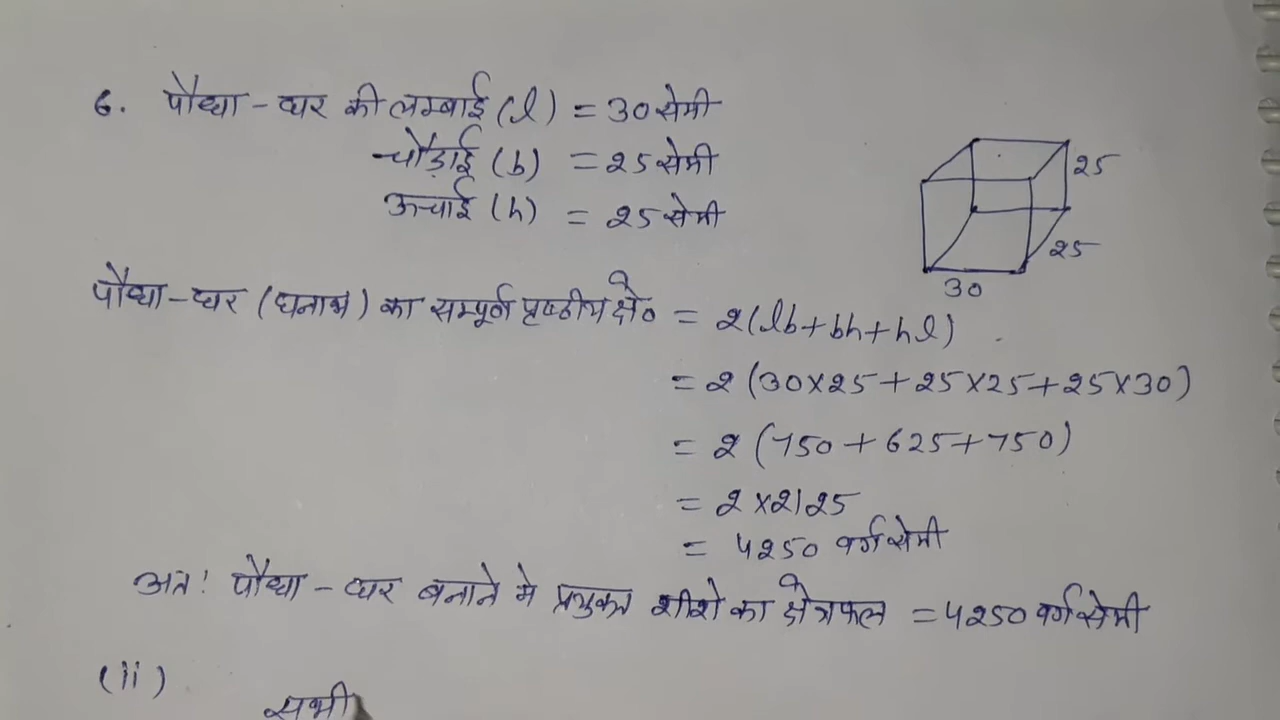 6. पौधा-घर की लम्बाई (l) = 30 सेमी
चौड़ाई (b) = 25 सेमी
ऊचाई (h) = 25 सेमी
25
25
30
पौधा-घर (घनाभ) का सम्पूर्ण पृष्ठीय क्षे० = 2(lb+bh+hl)
= 2 (30×25+25×25+25×30)
= 2 (750+625+750)
= 2×2125
= 4250 वर्ग सेमी
अत: पौधा-घर बनाने मे प्रयुक्त शीशे का क्षेत्रफल = 4250 वर्ग सेमी
(ii)
सभी